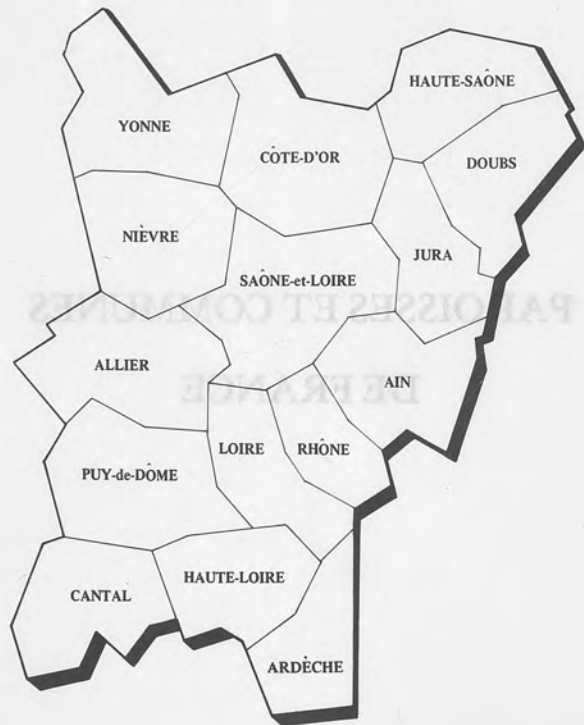 HAUTE-SAÔNE
YONNE
CÔTE-D'OR
DOUBS
NIÈVRE
JURA
SAÔNE-et-LOIRE
PAROISSES ET COMMUNES
ALLIER
AIN
DE FRANCE
LOIRE
RHÔNE
PUY-de-DÔME
HAUTE-LOIRE
CANTAL
ARDÈCHE